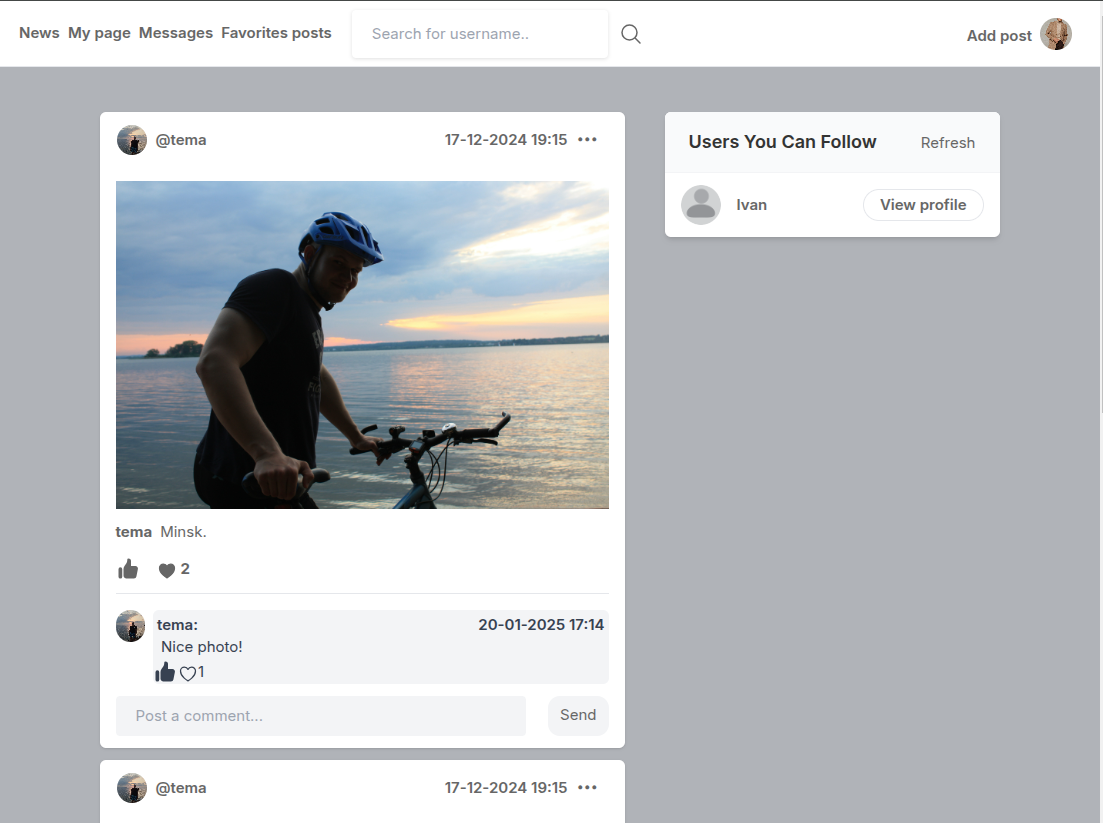 News My page Messages Favorites posts Search for username.. Add post
@tema 17-12-2024 19:15
tema Minsk.
2
tema: 20-01-2025 17:14
Nice photo!
1
Post a comment... Send
@tema 17-12-2024 19:15
Users You Can Follow Refresh
Ivan View profile